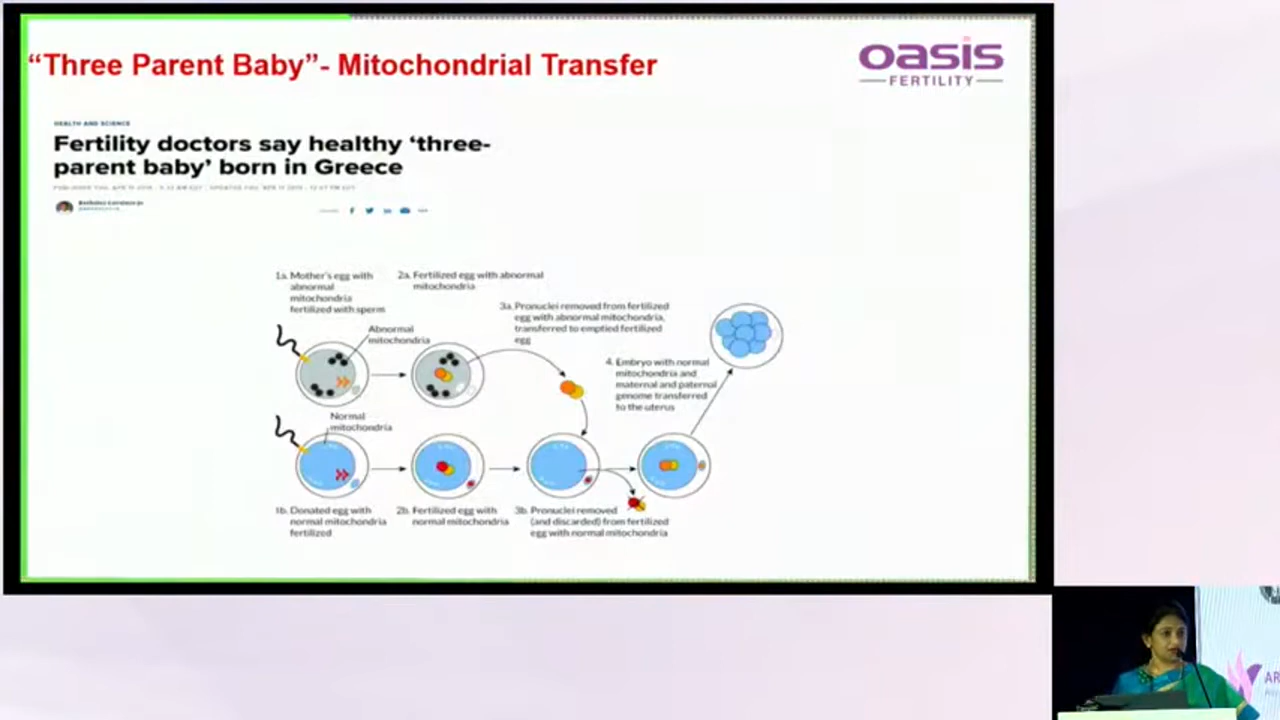 “Three Parent Baby”- Mitochondrial Transfer
oasis
FERTILITY
HEALTH AND SCIENCE
Fertility doctors say healthy ‘three-
parent baby’ born in Greece
1a. Mother's egg with
abnormal
mitochondria
fertilized with sperm
2a. Fertilized egg with abnormal
mitochondria
3a. Pronuclei removed from fertilized
egg with abnormal mitochondria,
transferred to emptied fertilized
egg
Abnormal
mitochondria
4. Embryo with normal
mitochondria and
maternal and paternal
genome transferred
to the uterus
Normal
mitochondria
1b. Donated egg with
normal mitochondria
fertilized
2b. Fertilized egg with
normal mitochondria
3b. Pronuclei removed
(and discarded) from fertilized
egg with normal mitochondria
AR